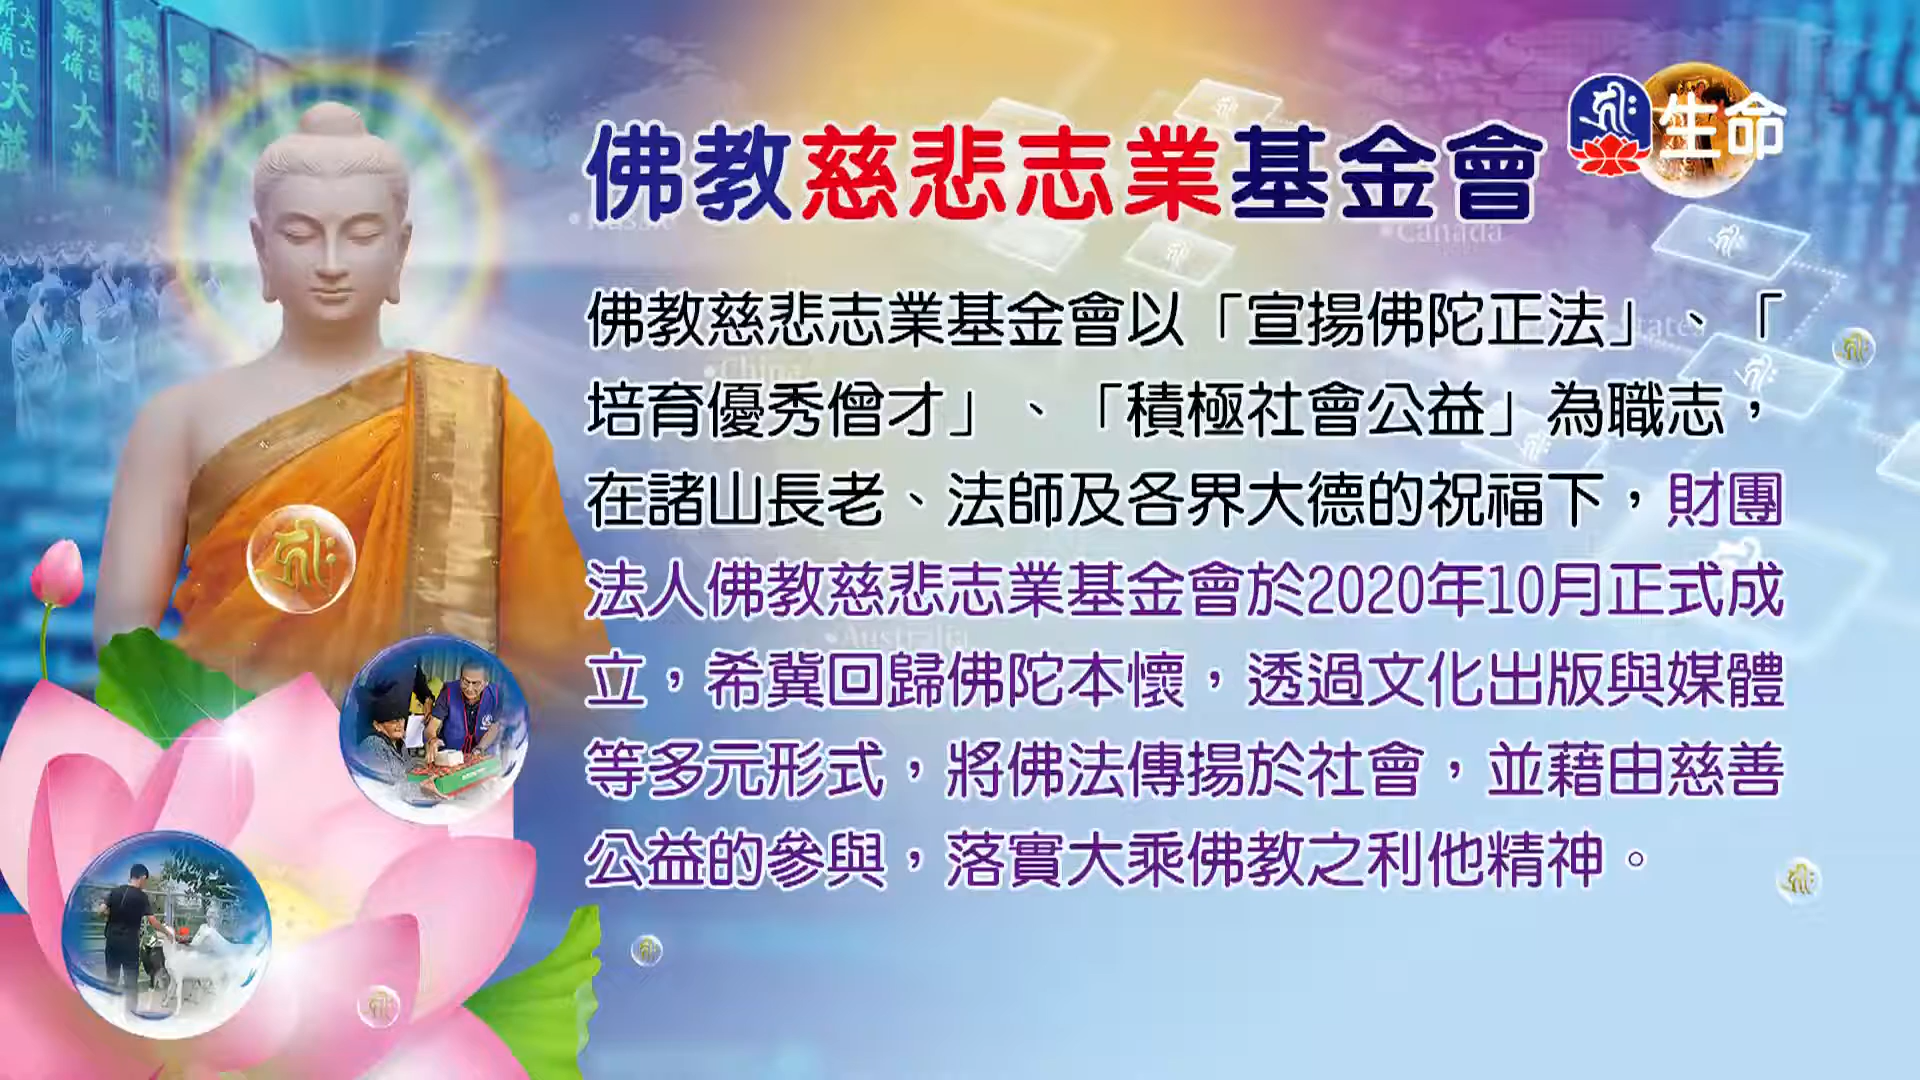 佛教慈悲志業基金會
生命
佛教慈悲志業基金會以「宣揚佛陀正法」、「
培育優秀僧才」、「積極社會公益」為職志，
在諸山長老、法師及各界大德的祝福下，財團
法人佛教慈悲志業基金會於2020年10月正式成
立，希冀回歸佛陀本懷，透過文化出版與媒體
等多元形式，將佛法傳揚於社會，並藉由慈善
公益的參與，落實大乘佛教之利他精神。
Canada
China
Australia